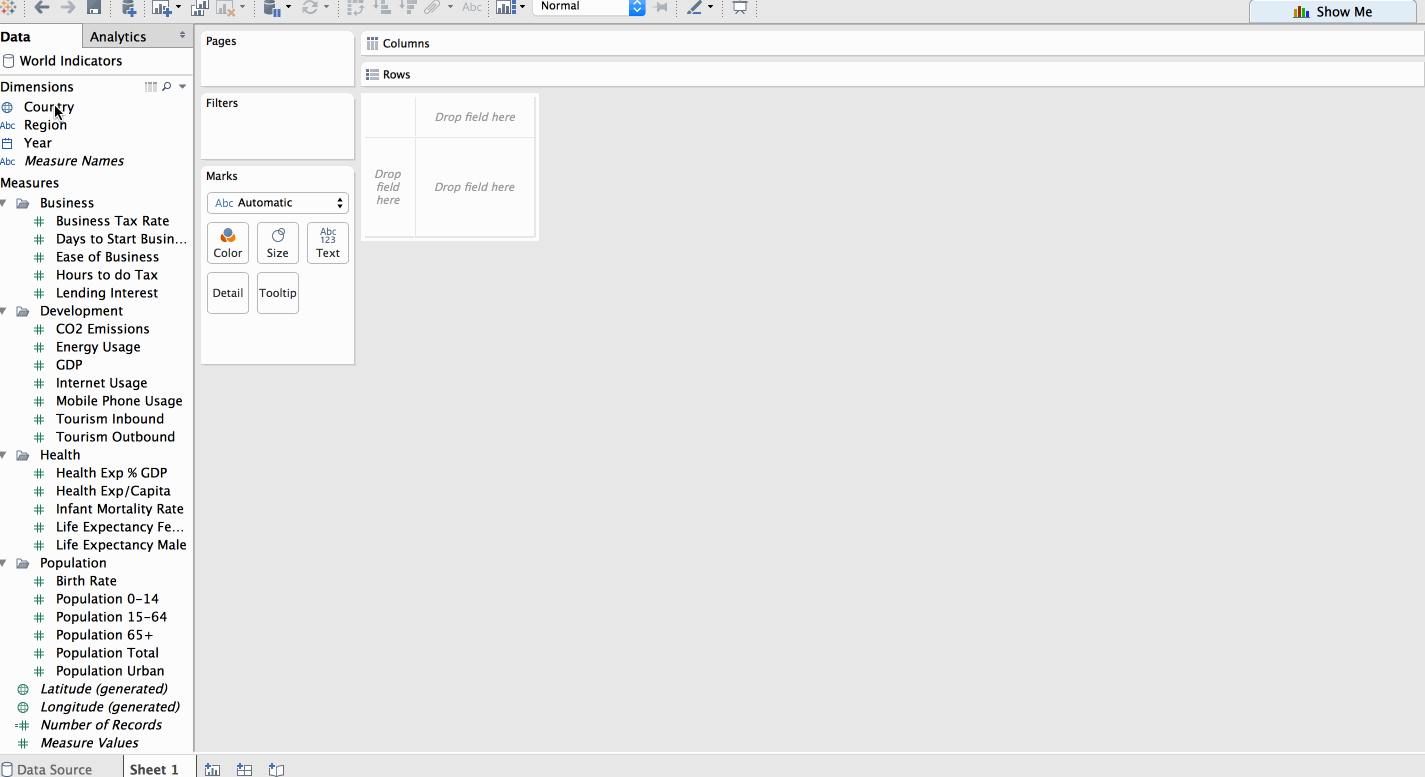 Abc
Normal
Show Me
Data
Analytics
World Indicators
Dimensions
Country
Abc Region
Year
Abc Measure Names
Measures
Business
Business Tax Rate
Days to Start Busin...
Ease of Business
Hours to do Tax
Lending Interest
Development
CO2 Emissions
Energy Usage
GDP
Internet Usage
Mobile Phone Usage
Tourism Inbound
Tourism Outbound
Health
Health Exp % GDP
Health Exp/Capita
Infant Mortality Rate
Life Expectancy Fe...
Life Expectancy Male
Population
Birth Rate
Population 0-14
Population 15-64
Population 65+
Population Total
Population Urban
Latitude (generated)
Longitude (generated)
Number of Records
Measure Values
Data Source
Sheet 1
Pages
Filters
Marks
Abc Automatic
Color
Size
Abc
123
Text
Detail
Tooltip
Columns
Rows
Drop field here
Drop
field
here
Drop field here